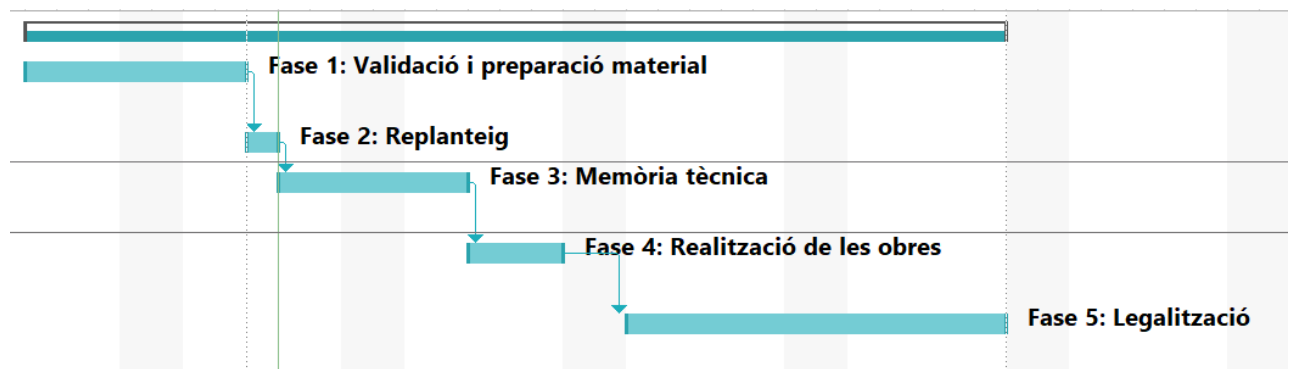 Fase 1: Validació i preparació material
Fase 2: Replanteig
Fase 3: Memòria tècnica
Fase 4: Realització de les obres
Fase 5: Legalització